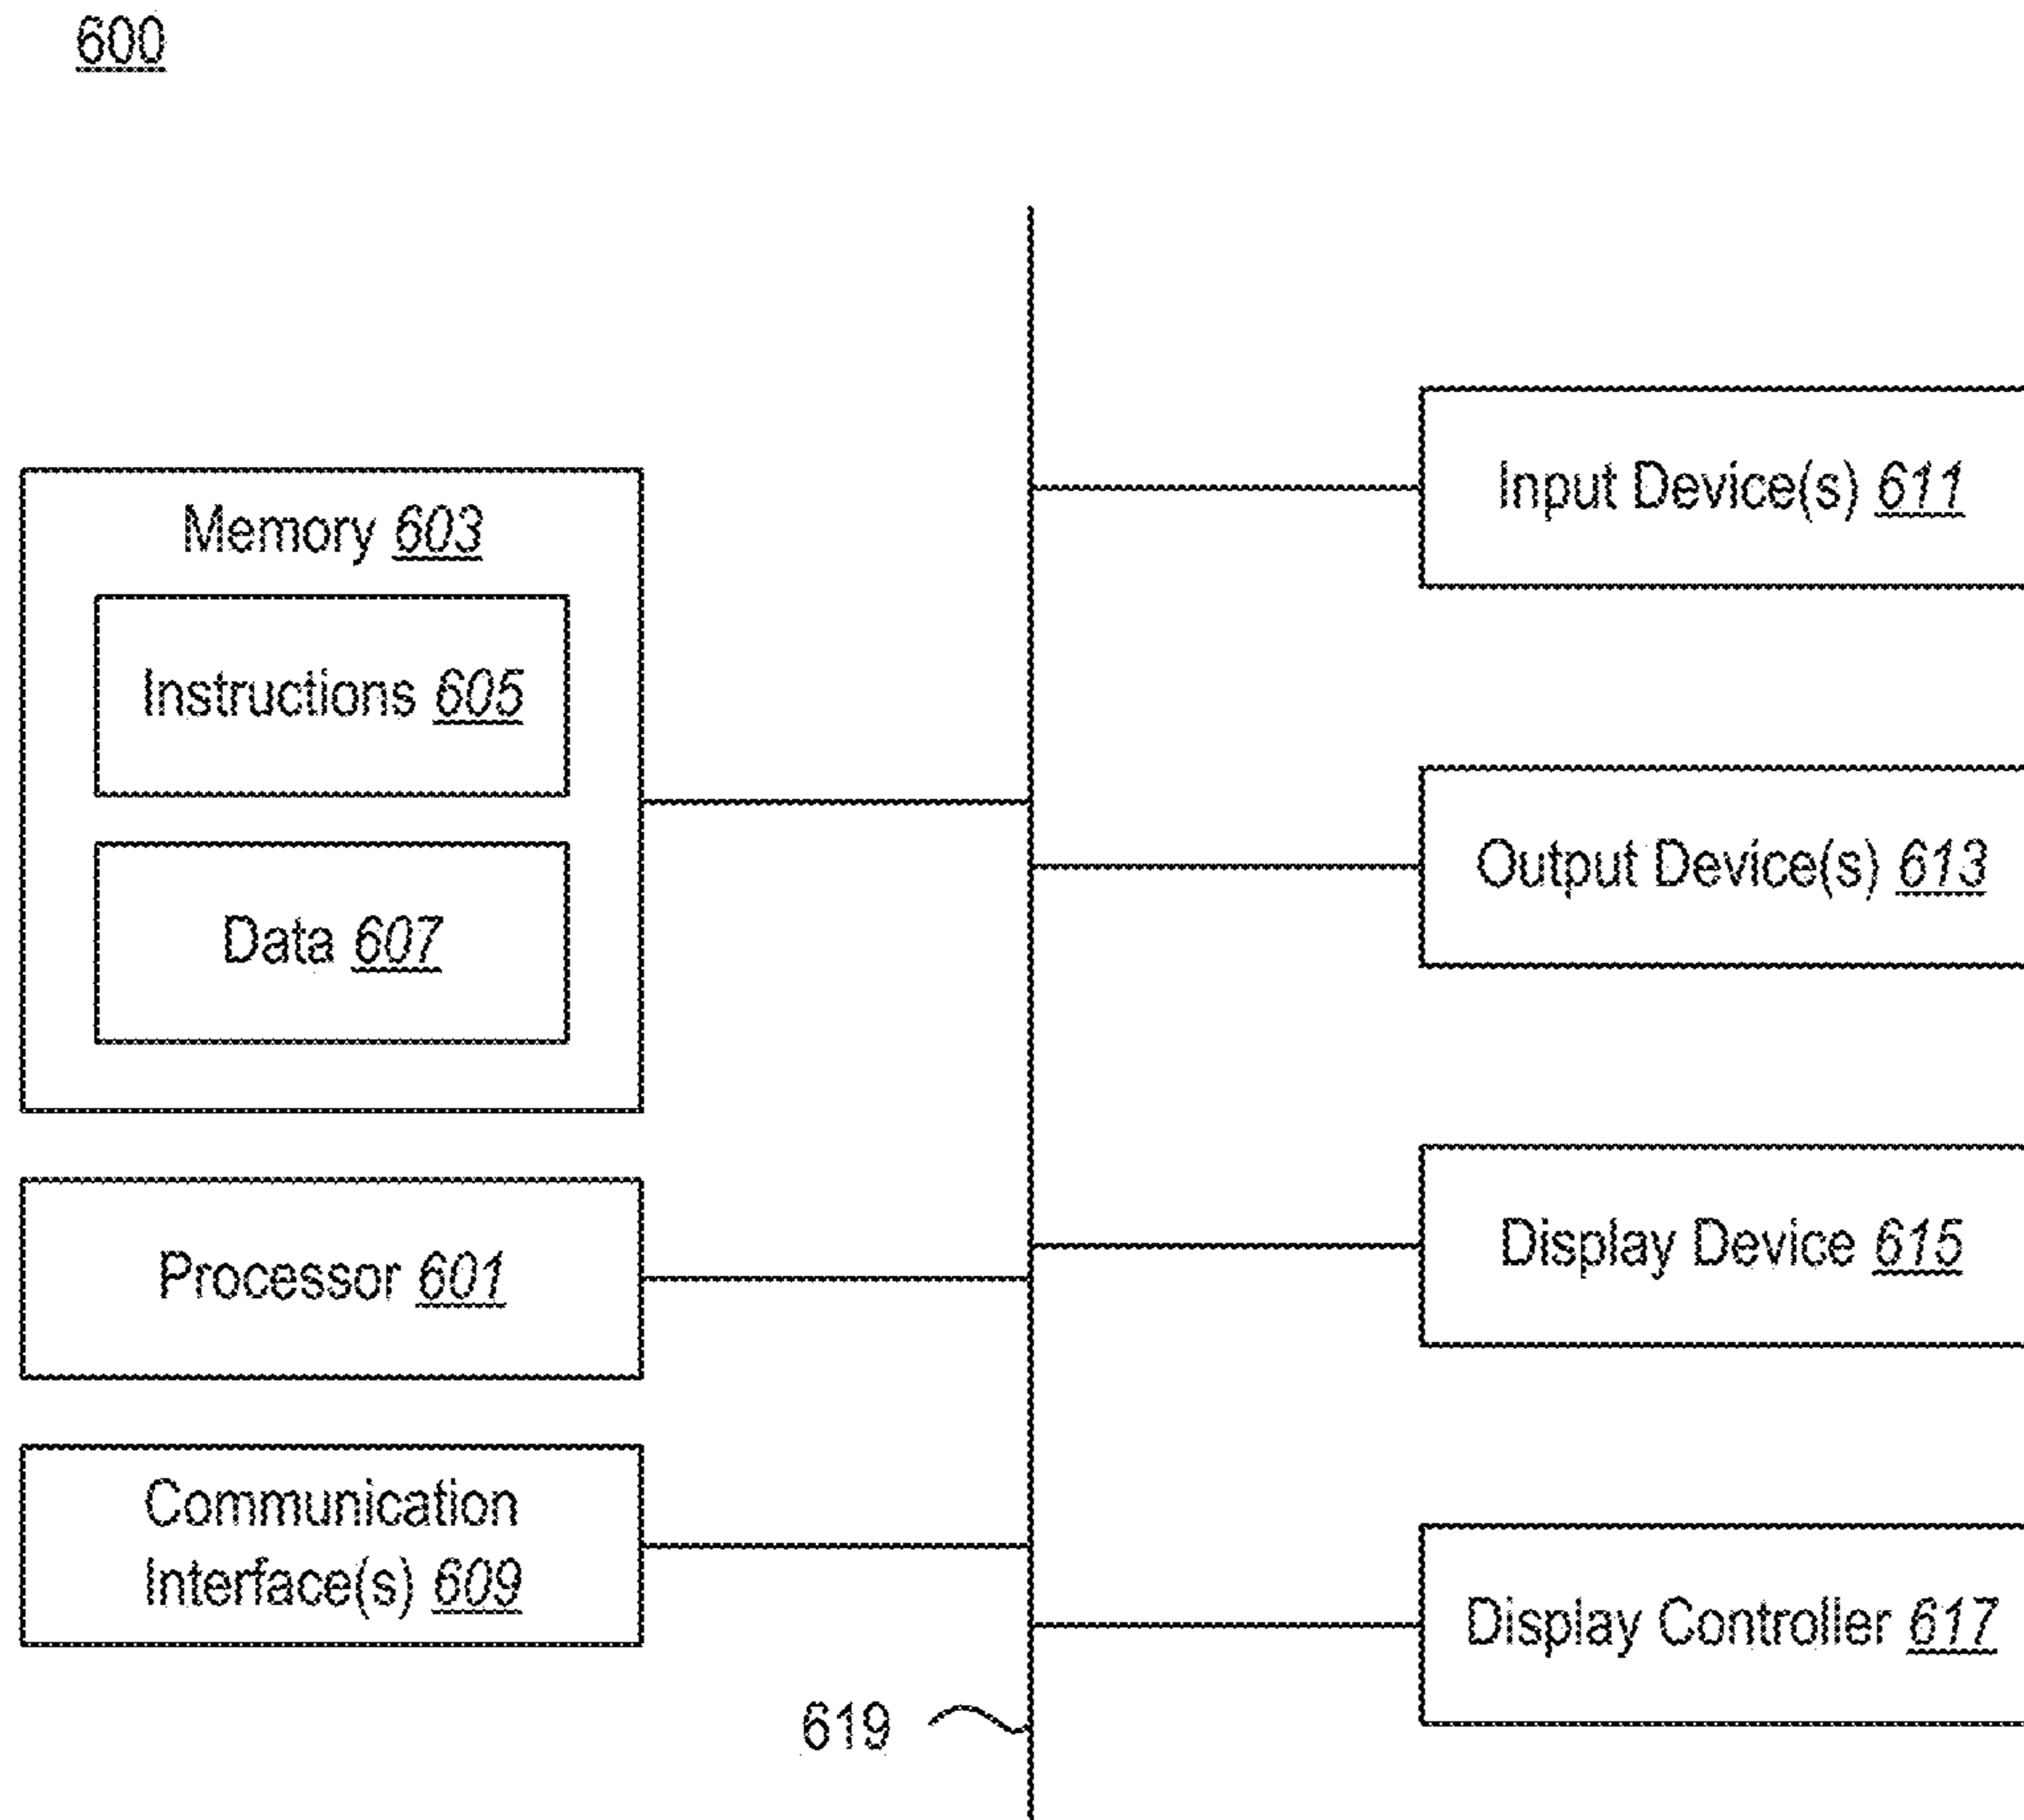 600
Memory 603
Instructions 605
Data 607
Processor 601
Communication
Interface(s) 609
Input Device(s) 611
Output Device(s) 613
Display Device 615
Display Controller 617
619